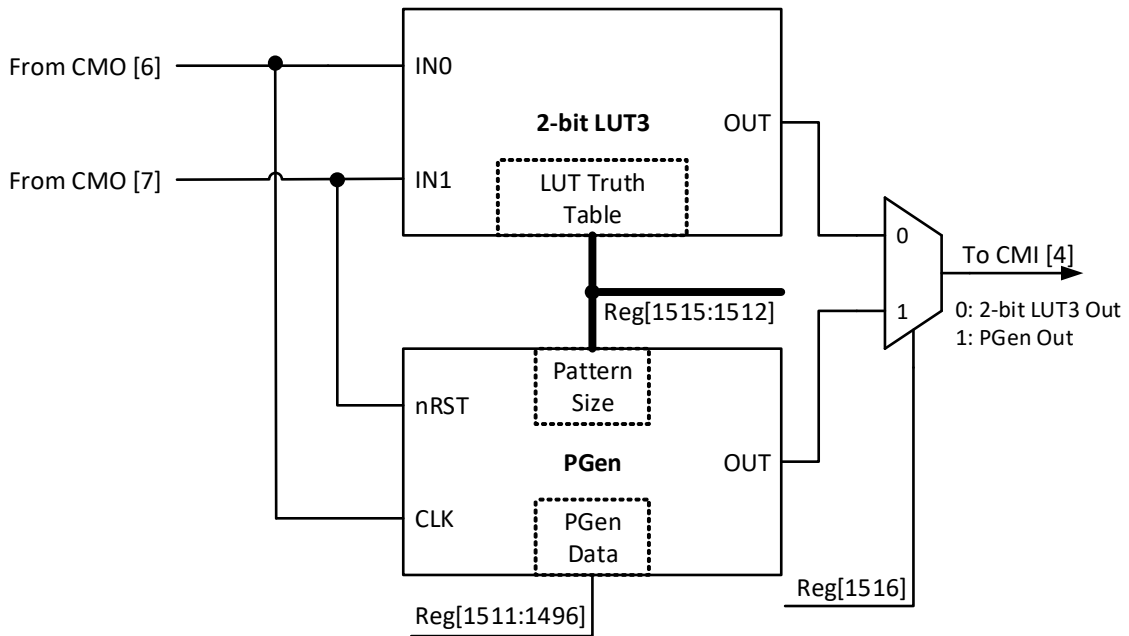 From CMO [6]
IN0
2-bit LUT3
OUT
From CMO [7]
IN1
LUT Truth
Table
0
To CMI [4]
Reg[1515:1512]
1
0: 2-bit LUT3 Out
1: PGen Out
Pattern
Size
nRST
PGen
OUT
CLK
PGen
Data
Reg[1516]
Reg[1511:1496]